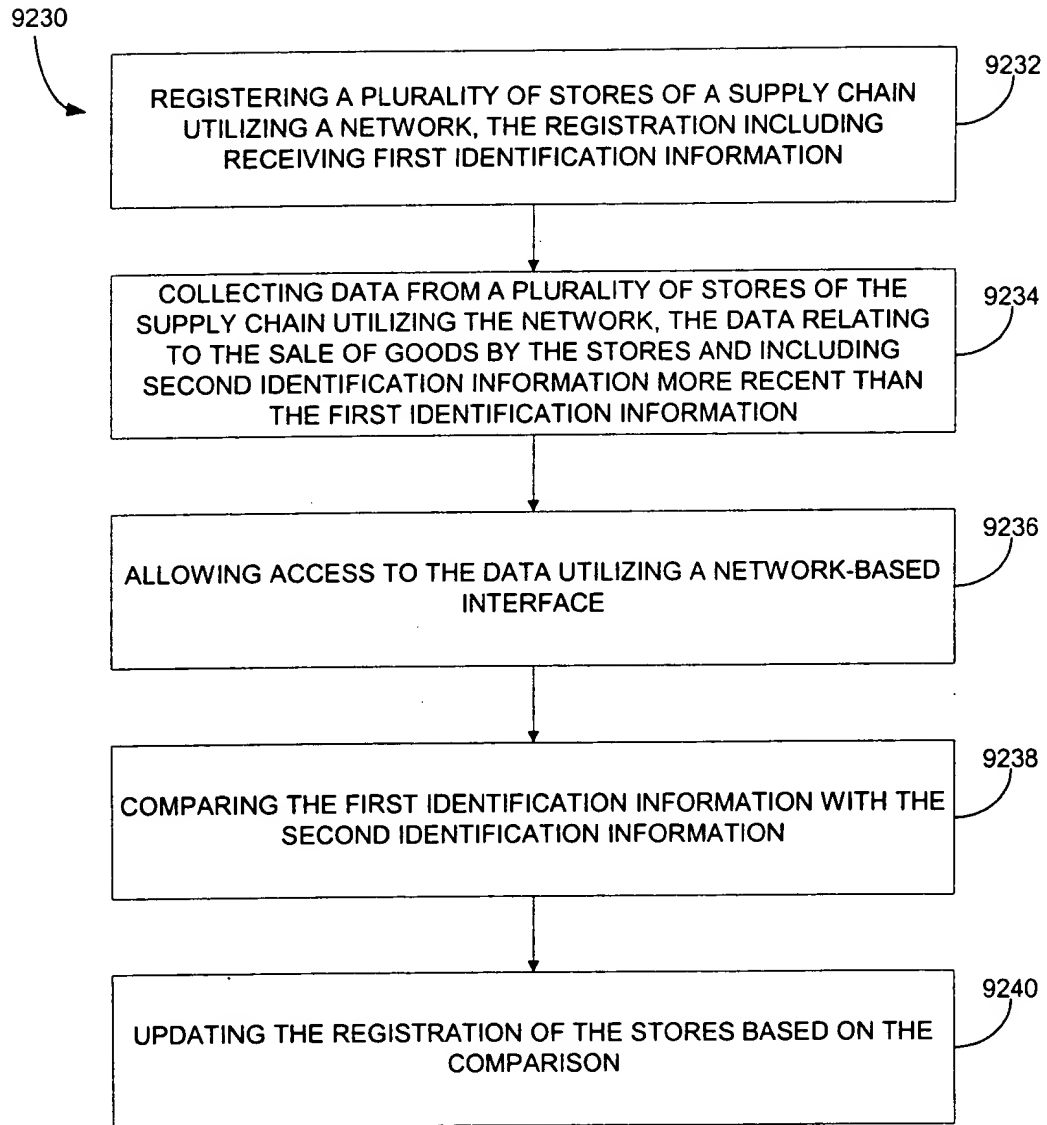 9230
9232
REGISTERING A PLURALITY OF STORES OF A SUPPLY CHAIN
UTILIZING A NETWORK, THE REGISTRATION INCLUDING
RECEIVING FIRST IDENTIFICATION INFORMATION
9234
COLLECTING DATA FROM A PLURALITY OF STORES OF THE
SUPPLY CHAIN UTILIZING THE NETWORK, THE DATA RELATING
TO THE SALE OF GOODS BY THE STORES AND INCLUDING
SECOND IDENTIFICATION INFORMATION MORE RECENT THAN
THE FIRST IDENTIFICATION INFORMATION
9236
ALLOWING ACCESS TO THE DATA UTILIZING A NETWORK-BASED
INTERFACE
9238
COMPARING THE FIRST IDENTIFICATION INFORMATION WITH THE
SECOND IDENTIFICATION INFORMATION
9240
UPDATING THE REGISTRATION OF THE STORES BASED ON THE
COMPARISON